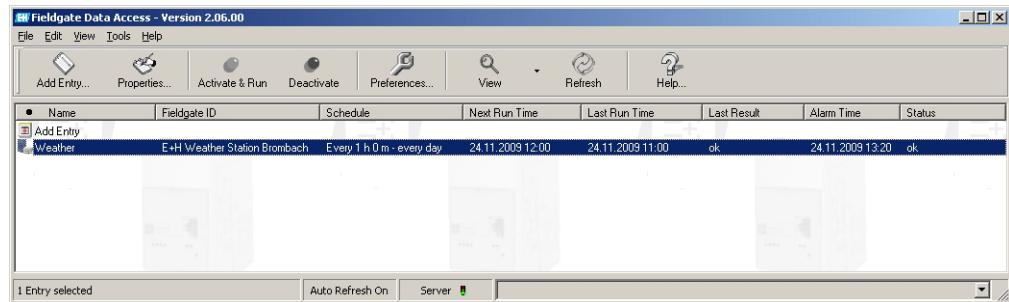 EH Fieldgate Data Access - Version 2.06.00
File Edit View Tools Help
Add Entry... Properties... Activate & Run Deactivate Preferences... View Refresh Help...
Name Fieldgate ID Schedule Next Run Time Last Run Time Last Result Alarm Time Status
Add Entry
Weather E+H Weather Station Brombach Every 1 h 0 m - every day 24.11.2009 12:00 24.11.2009 11:00 ok 24.11.2009 13:20 ok
1 Entry selected Auto Refresh On Server